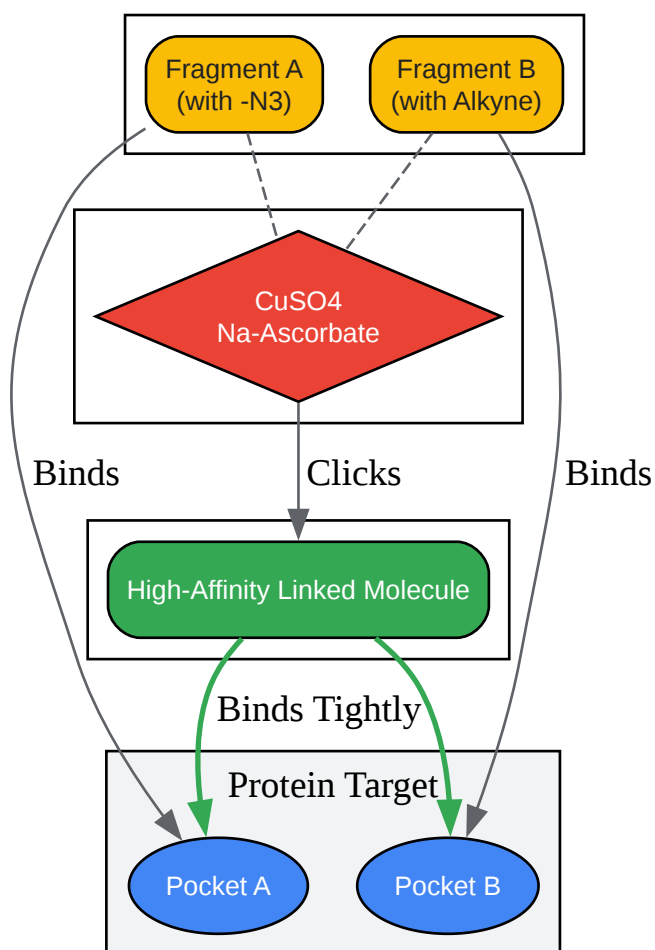 Fragment A
(with -N3)
Fragment B
(with Alkyne)
CuSO4
Na-Ascorbate
Binds
Clicks
Binds
High-Affinity Linked Molecule
Binds Tightly
Protein Target
Pocket A
Pocket B